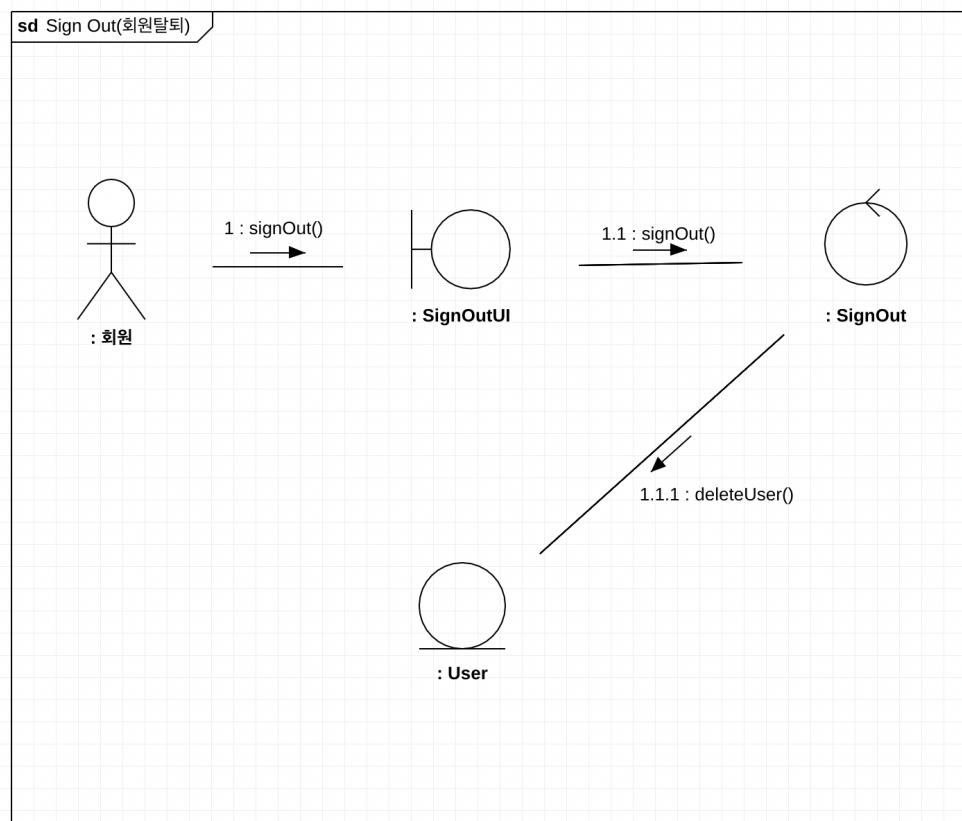 sd Sign Out(회원탈퇴)
1 : signOut()
1.1 : signOut()
: 회원
: SignOutUI
: SignOut
1.1.1 : deleteUser()
: User